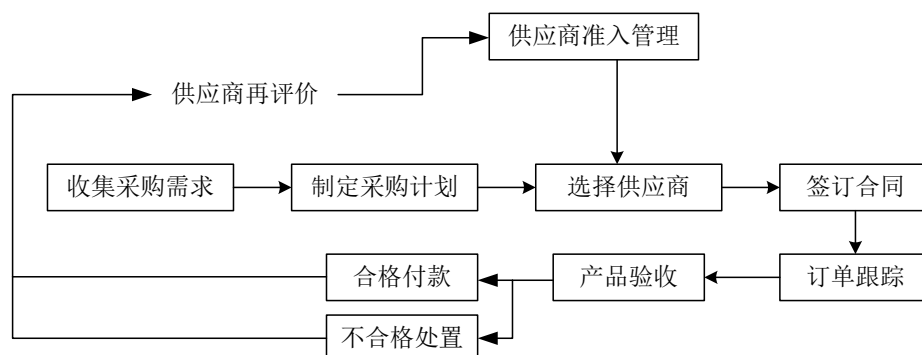 供应商准入管理
供应商再评价
收集采购需求
制定采购计划
选择供应商
签订合同
合格付款
产品验收
订单跟踪
不合格处置